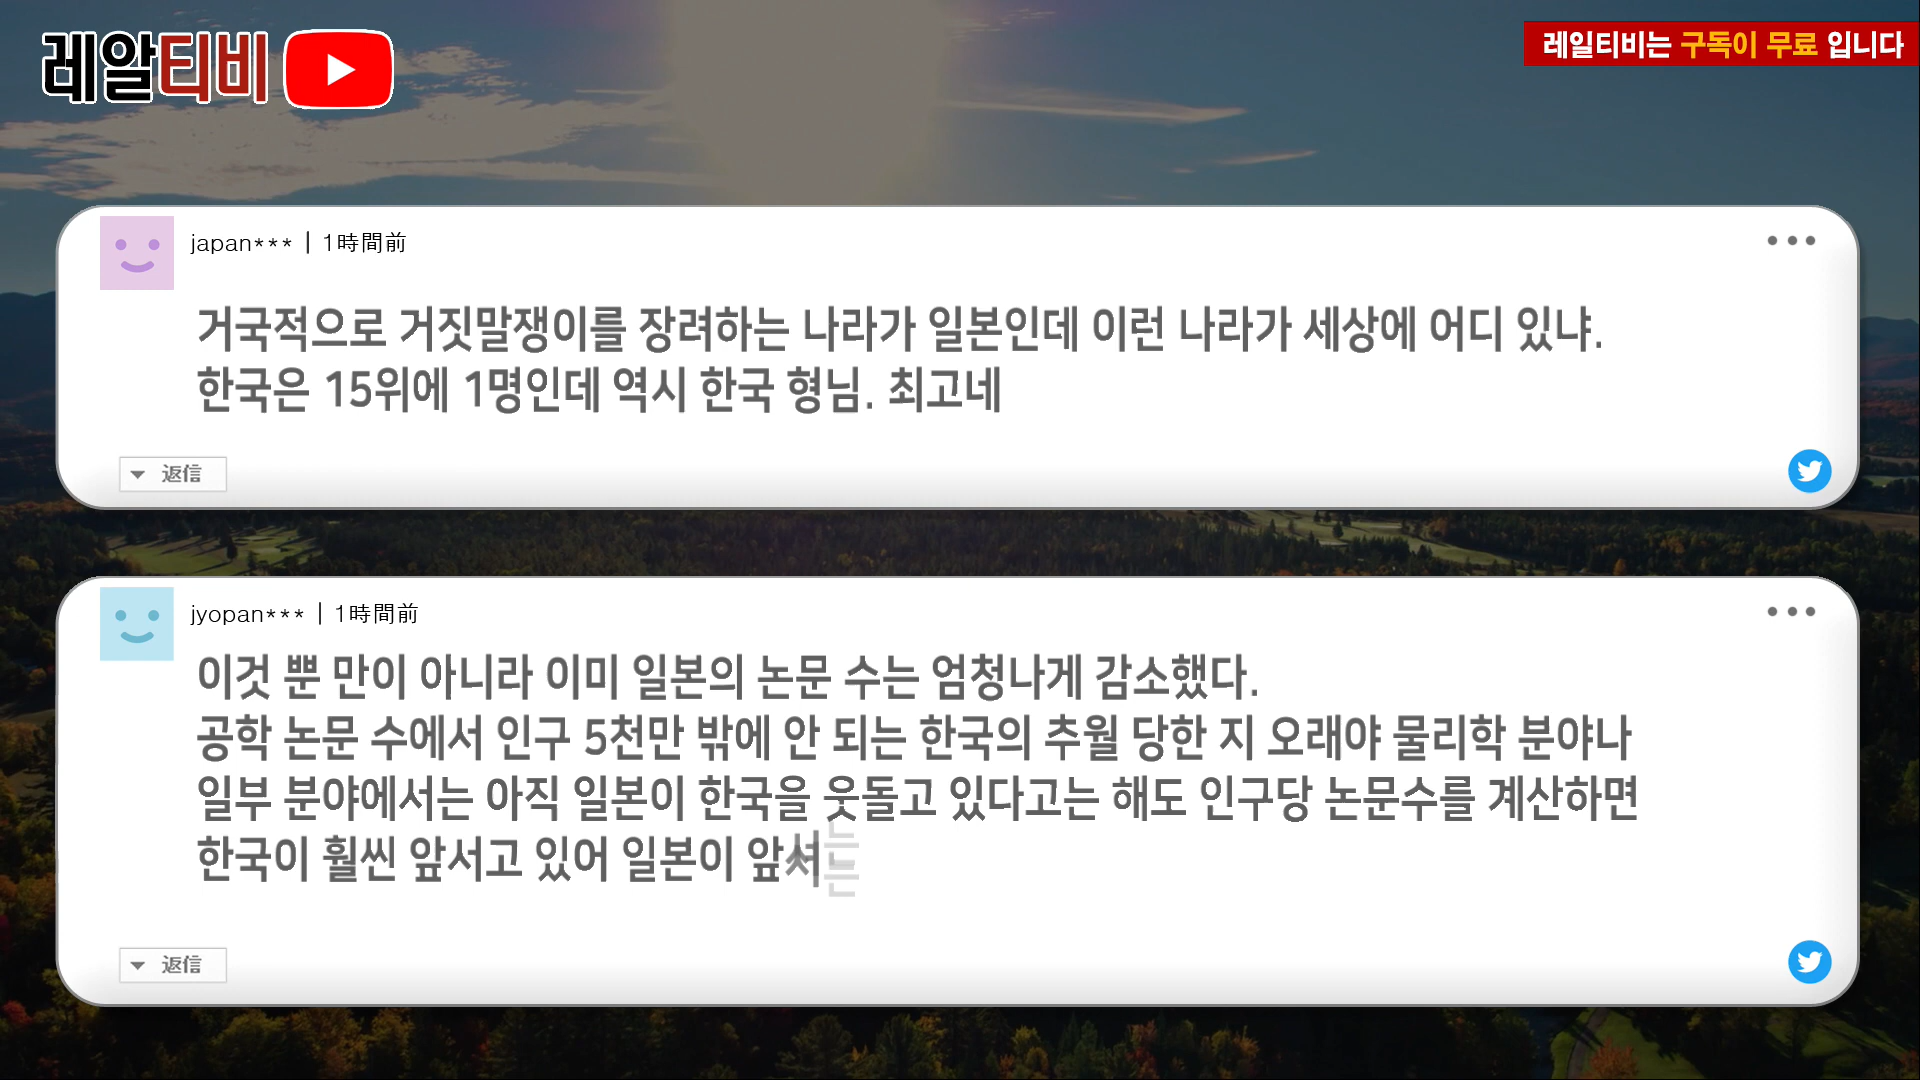 레알티비
레일티비는 구독이 무료 입니다
japan*** | 1時間前
거국적으로 거짓말쟁이를 장려하는 나라가 일본인데 이런 나라가 세상에 어디 있냐.
한국은 15위에 1명인데 역시 한국 형님. 최고네
返信
jyopan*** | 1時間前
이것 뿐 만이 아니라 이미 일본의 논문 수는 엄청나게 감소했다.
공학 논문 수에서 인구 5천만 밖에 안 되는 한국의 추월 당한 지 오래야 물리학 분야나
일부 분야에서는 아직 일본이 한국을 웃돌고 있다고는 해도 인구당 논문수를 계산하면
한국이 훨씬 앞서고 있어 일본이 앞서는
返信